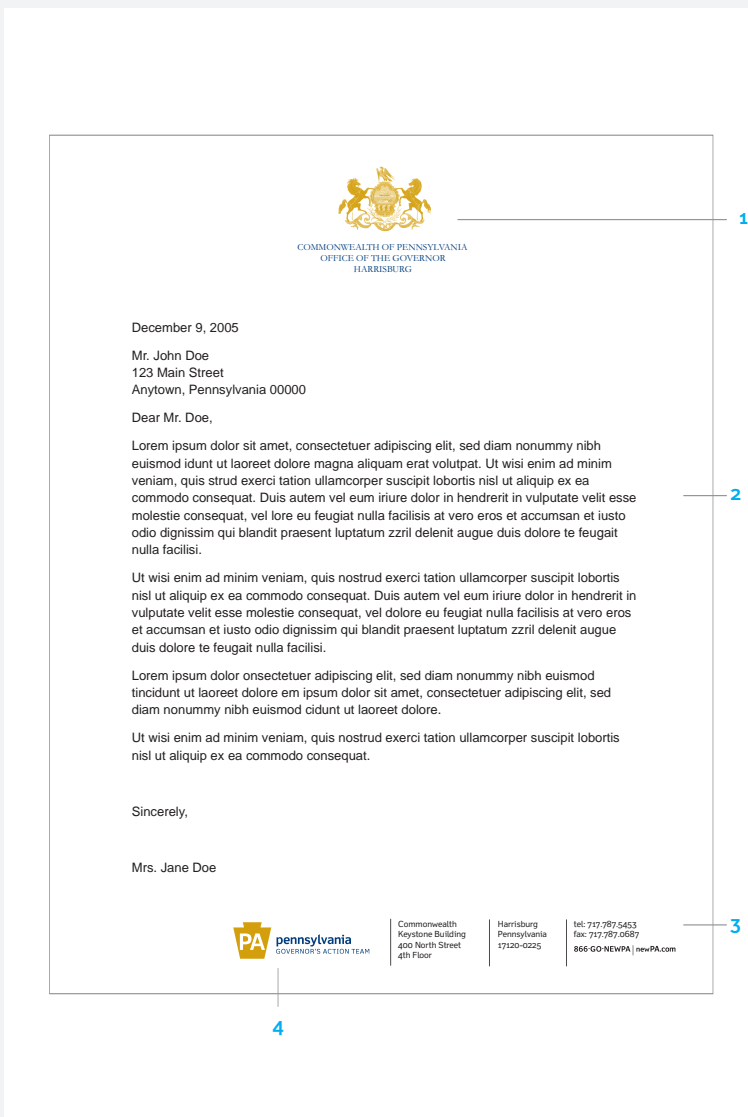 COMMONWEALTH OF PENNSYLVANIA
OFFICE OF THE GOVERNOR
HARRISBURG
1
December 9, 2005
Mr. John Doe
123 Main Street
Anytown, Pennsylvania 00000
Dear Mr. Doe,
Lorem ipsum dolor sit amet, consectetuer adipiscing elit, sed diam nonummy nibh
euismod idunt ut laoreet dolore magna aliquam erat volutpat. Ut wisi enim ad minim
veniam, quis strud exerci tation ullamcorper suscipit lobortis nisl ut aliquip ex ea
commodo consequat. Duis autem vel eum iriure dolor in hendrerit in vulputate velit esse
molestie consequat, vel lore eu feugiat nulla facilisis at vero eros et accumsan et iusto
odio dignissim qui blandit praesent luptatum zzril delenit augue duis dolore te feugait
nulla facilisi.
2
Ut wisi enim ad minim veniam, quis nostrud exerci tation ullamcorper suscipit lobortis
nisl ut aliquip ex ea commodo consequat. Duis autem vel eum iriure dolor in hendrerit in
vulputate velit esse molestie consequat, vel dolore eu feugiat nulla facilisis at vero eros
et accumsan et iusto odio dignissim qui blandit praesent luptatum zzril delenit augue
duis dolore te feugait nulla facilisi.
Lorem ipsum dolor onsectetuer adipiscing elit, sed diam nonummy nibh euismod
tincidunt ut laoreet dolore em ipsum dolor sit amet, consectetuer adipiscing elit, sed
diam nonummy nibh euismod cidunt ut laoreet dolore.
Ut wisi enim ad minim veniam, quis nostrud exerci tation ullamcorper suscipit lobortis
nisl ut aliquip ex ea commodo consequat.
Sincerely,
Mrs. Jane Doe
PA
pennsylvania
GOVERNOR'S ACTION TEAM
Commonwealth
Keystone Building
400 North Street
4th Floor
Harrisburg
Pennsylvania
17120-0225
tel: 717.787.5453
fax: 717.787.0687
866·GO·NEWPA | newPA.com
3
4